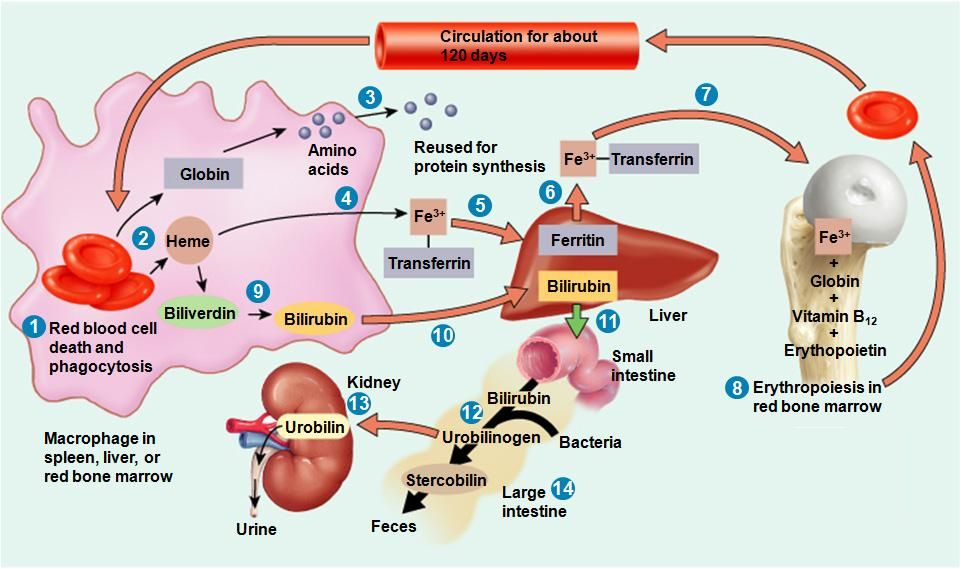 Circulation for about
120 days
3
7
Amino
acids
Reused for
protein synthesis
Fe3+
Transferrin
Globin
2
Heme
4
Fe3+
5
Transferrin
6
Ferritin
Bilirubin
Liver
Fe3+
+
Globin
+
Vitamin B12
+
Erythopoietin
8 Erythropoiesis in
red bone marrow
1 Red blood cell
death and
phagocytosis
Biliverdin
9
Bilirubin
10
11
Small
intestine
Macrophage in
spleen, liver, or
red bone marrow
Kidney
13
Urobilin
Urine
Bilirubin
12
Urobilinogen
Bacteria
Stercobilin
Large 14
intestine
Feces